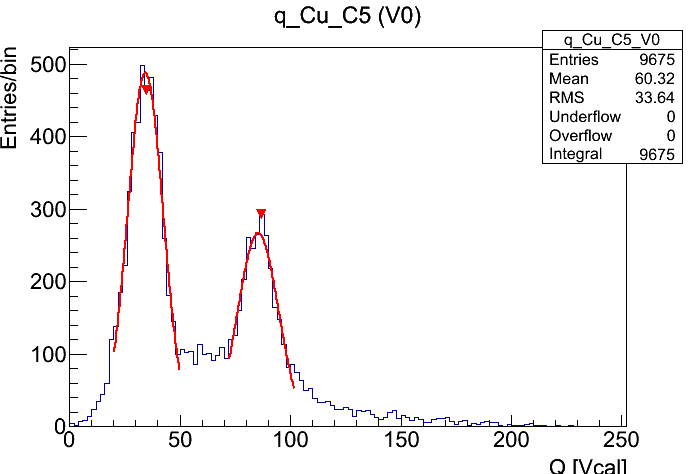 q_Cu_C5 (V0)
q_Cu_C5_V0
Entries 9675
Mean 60.32
RMS 33.64
Underflow 0
Overflow 0
Integral 9675
Entries/bin
500
400
300
200
100
0
0 50 100 150 200 250
Q [Vcal]